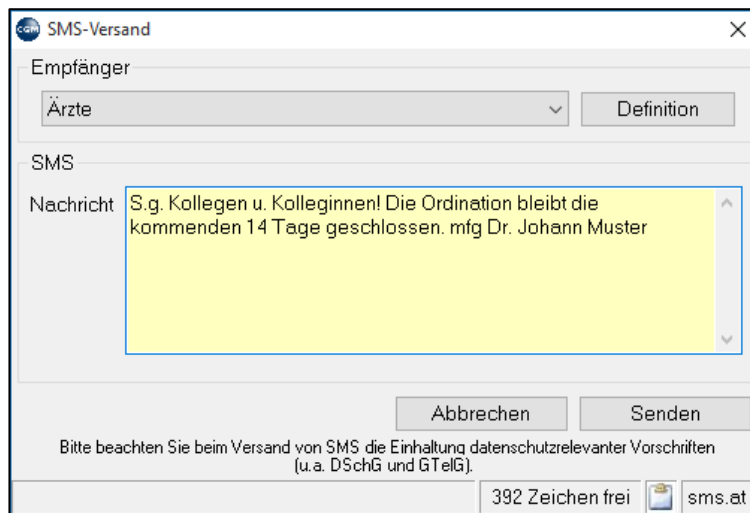 CGM SMS-Versand
Empfänger
Ärzte
Definition
SMS
Nachricht
S.g. Kollegen u. Kolleginnen! Die Ordination bleibt die
kommenden 14 Tage geschlossen. mfg Dr. Johann Muster
Abbrechen
Senden
Bitte beachten Sie beim Versand von SMS die Einhaltung datenschutzrelevanter Vorschriften
(u.a. DSchG und GTelG).
392 Zeichen frei
sms.at